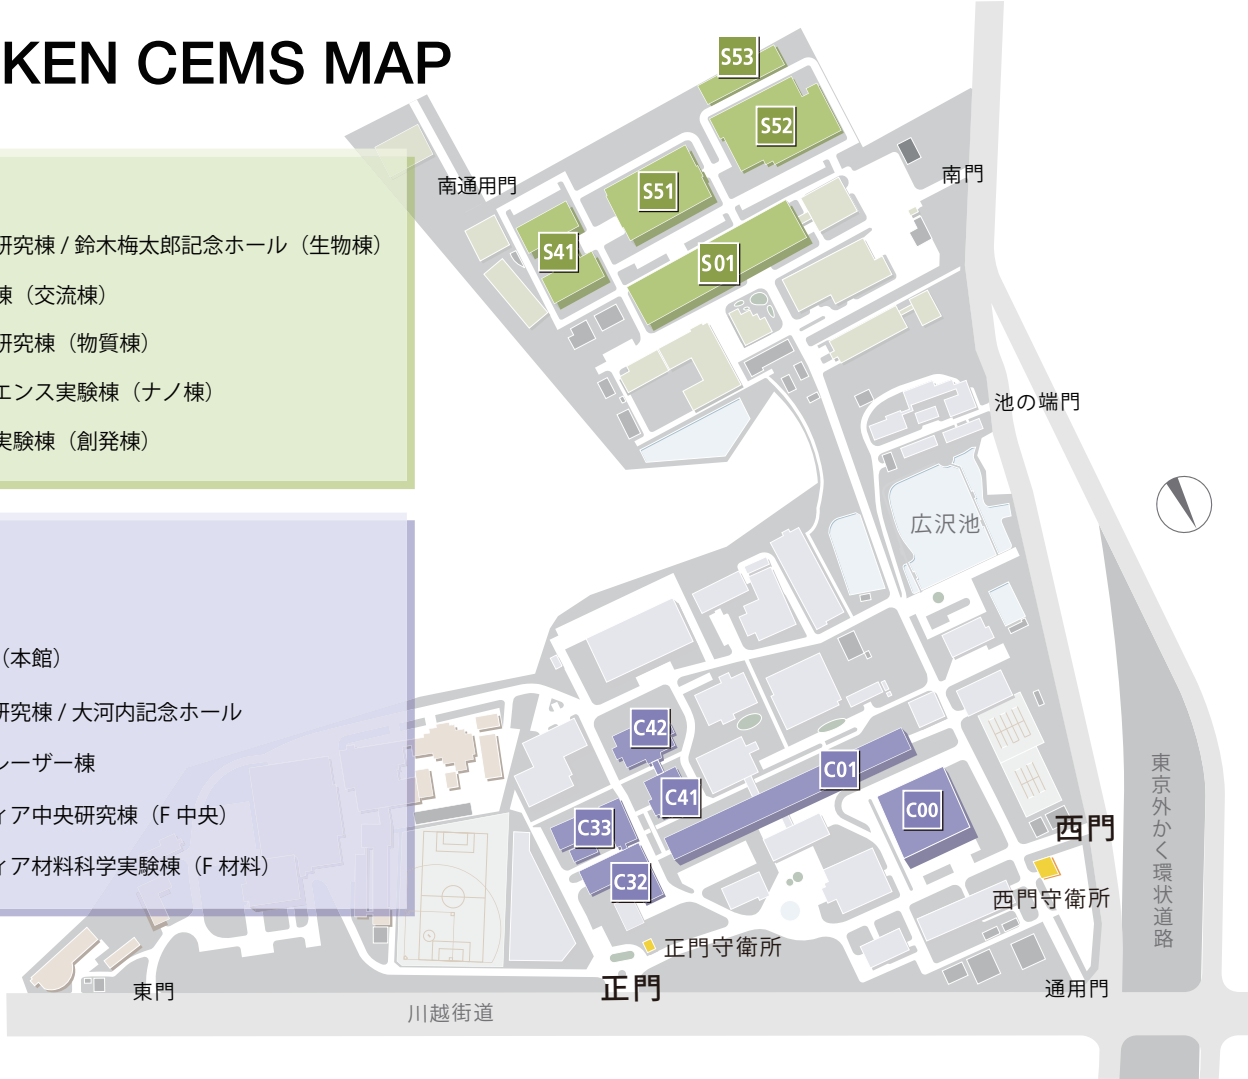 KEN CEMS MAP
研究棟 / 鈴木梅太郎記念ホール（生物棟）
棟（交流棟）
研究棟（物質棟）
エンス実験棟（ナノ棟）
実験棟（創発棟）
（本館）
研究棟 / 大河内記念ホール
レーザー棟
ィア中央研究棟（F 中央）
ィア材料科学実験棟（F 材料）
S53
S52
S51
S41
S01
南通用門
南門
池の端門
広沢池
C42
C41
C01
C00
C33
C32
西門
西門守衛所
正門守衛所
正門
東門
通用門
川越街道
東京外かく環状道路